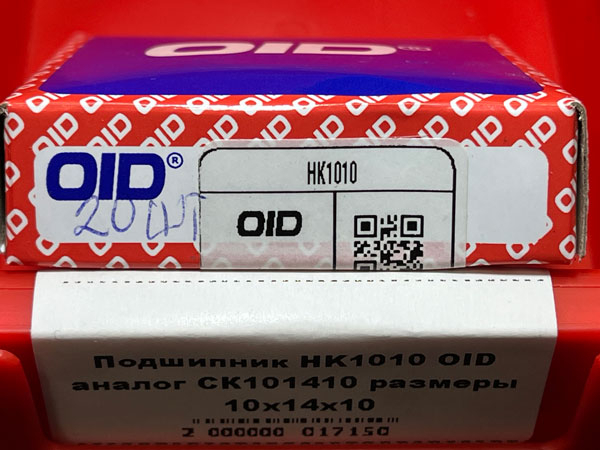 OID®
OID®
20 шт
HK1010
OID
Подшипник HK1010 OID
аналог CK101410 размеры
10x14x10
2 000000 017150